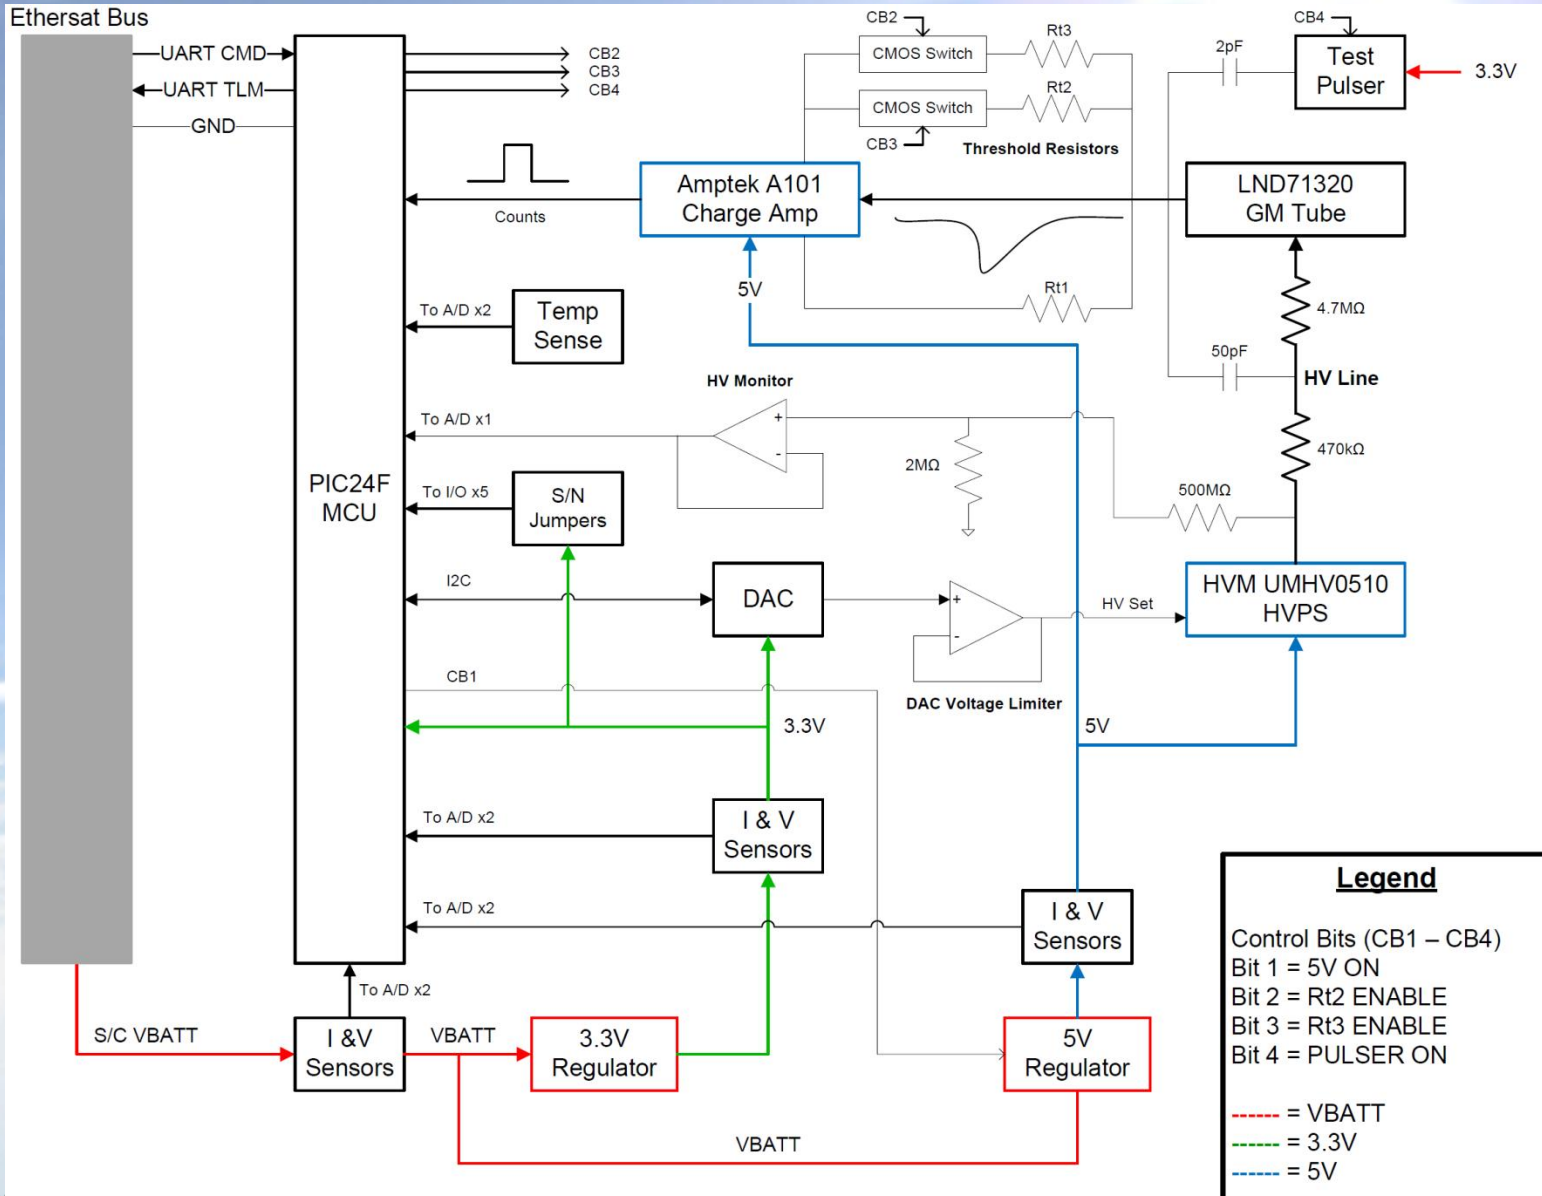 Ethersat Bus
UART CMD
UART TLM
GND
CB2
CB3
CB4
CB2
CMOS Switch
Rt3
CMOS Switch
Rt2
CB3
Threshold Resistors
CB4
2pF
Test
Pulser
3.3V
Counts
Amptek A101
Charge Amp
LND71320
GM Tube
5V
Rt1
4.7MΩ
50pF
HV Line
To A/D x2
Temp
Sense
HV Monitor
To A/D x1
+
-
2MΩ
470kΩ
500MΩ
PIC24F
MCU
To I/O x5
S/N
Jumpers
I2C
DAC
+
-
HV Set
HVM UMHV0510
HVPS
DAC Voltage Limiter
CB1
3.3V
5V
To A/D x2
I & V
Sensors
To A/D x2
I & V
Sensors
To A/D x2
S/C VBATT
I &V
Sensors
VBATT
3.3V
Regulator
5V
Regulator
VBATT
Legend
Control Bits (CB1 – CB4)
Bit 1 = 5V ON
Bit 2 = Rt2 ENABLE
Bit 3 = Rt3 ENABLE
Bit 4 = PULSER ON
------ = VBATT
------ = 3.3V
------ = 5V